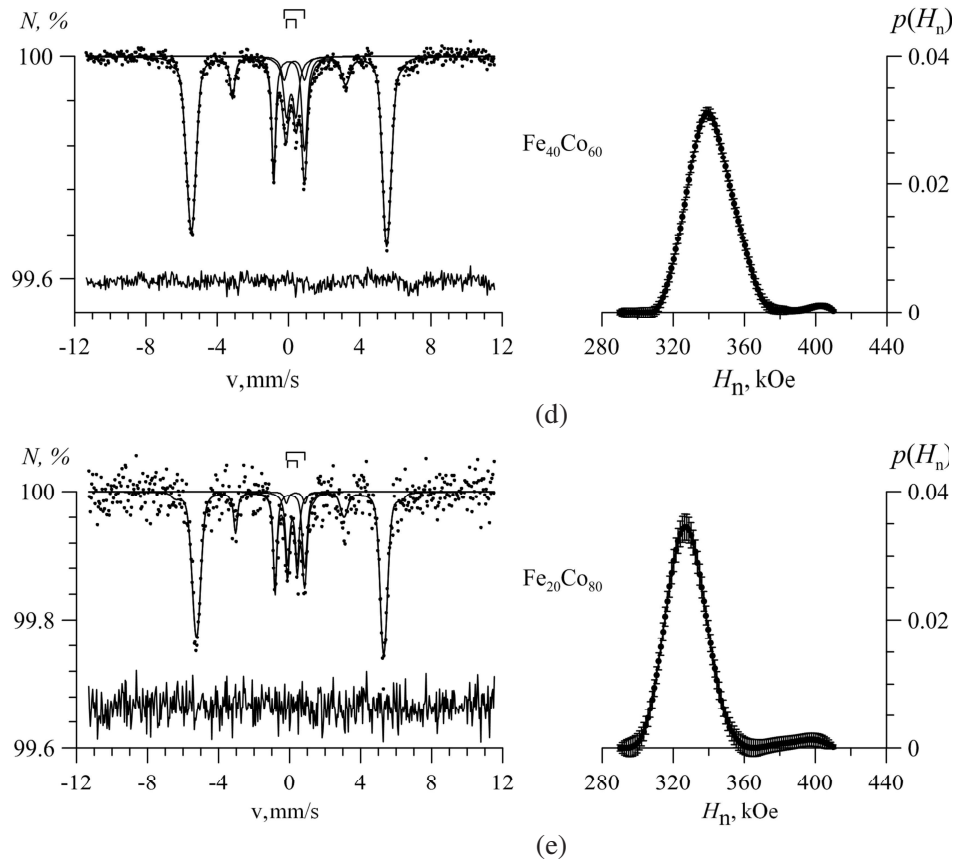 N, %
100
99.6
-12 -8 -4 0 4 8 12
v,mm/s
Fe40Co60
p(Hn)
0.04
0.02
0
280 320 360 400 440
Hn, kOe
(d)
N, %
100
99.8
99.6
-12 -8 -4 0 4 8 12
v,mm/s
Fe20Co80
p(Hn)
0.04
0.02
0
280 320 360 400 440
Hn, kOe
(e)